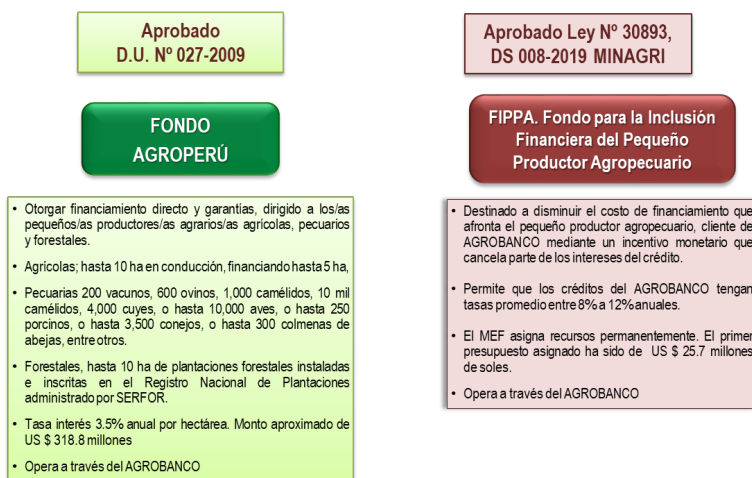 Aprobado
D.U. Nº 027-2009
FONDO
AGROPERÚ
• Otorgar financiamiento directo y garantías, dirigido a los/as
pequeños/as productores/as agrarios/as agrícolas, pecuarios
y forestales.
• Agrícolas; hasta 10 ha en conducción, financiando hasta 5 ha,
• Pecuarias 200 vacunos, 600 ovinos, 1,000 camélidos, 10 mil
camélidos, 4,000 cuyes, o hasta 10,000 aves, o hasta 250
porcinos, o hasta 3,500 conejos, o hasta 300 colmenas de
abejas, entre otros.
• Forestales, hasta 10 ha de plantaciones forestales instaladas
e inscritas en el Registro Nacional de Plantaciones
administrado por SERFOR.
• Tasa interés 3.5% anual por hectárea. Monto aproximado de
US $ 318.8 millones
• Opera a través del AGROBANCO
Aprobado Ley Nº 30893,
DS 008-2019 MINAGRI
FIPPA. Fondo para la Inclusión
Financiera del Pequeño
Productor Agropecuario
• Destinado a disminuir el costo de financiamiento que
afronta el pequeño productor agropecuario, cliente de
AGROBANCO mediante un incentivo monetario que
cancela parte de los intereses del crédito.
• Permite que los créditos del AGROBANCO tengan
tasas promedio entre 8% a 12% anuales.
• El MEF asigna recursos permanentemente. El primer
presupuesto asignado ha sido de US $ 25.7 millones
de soles.
• Opera a través del AGROBANCO